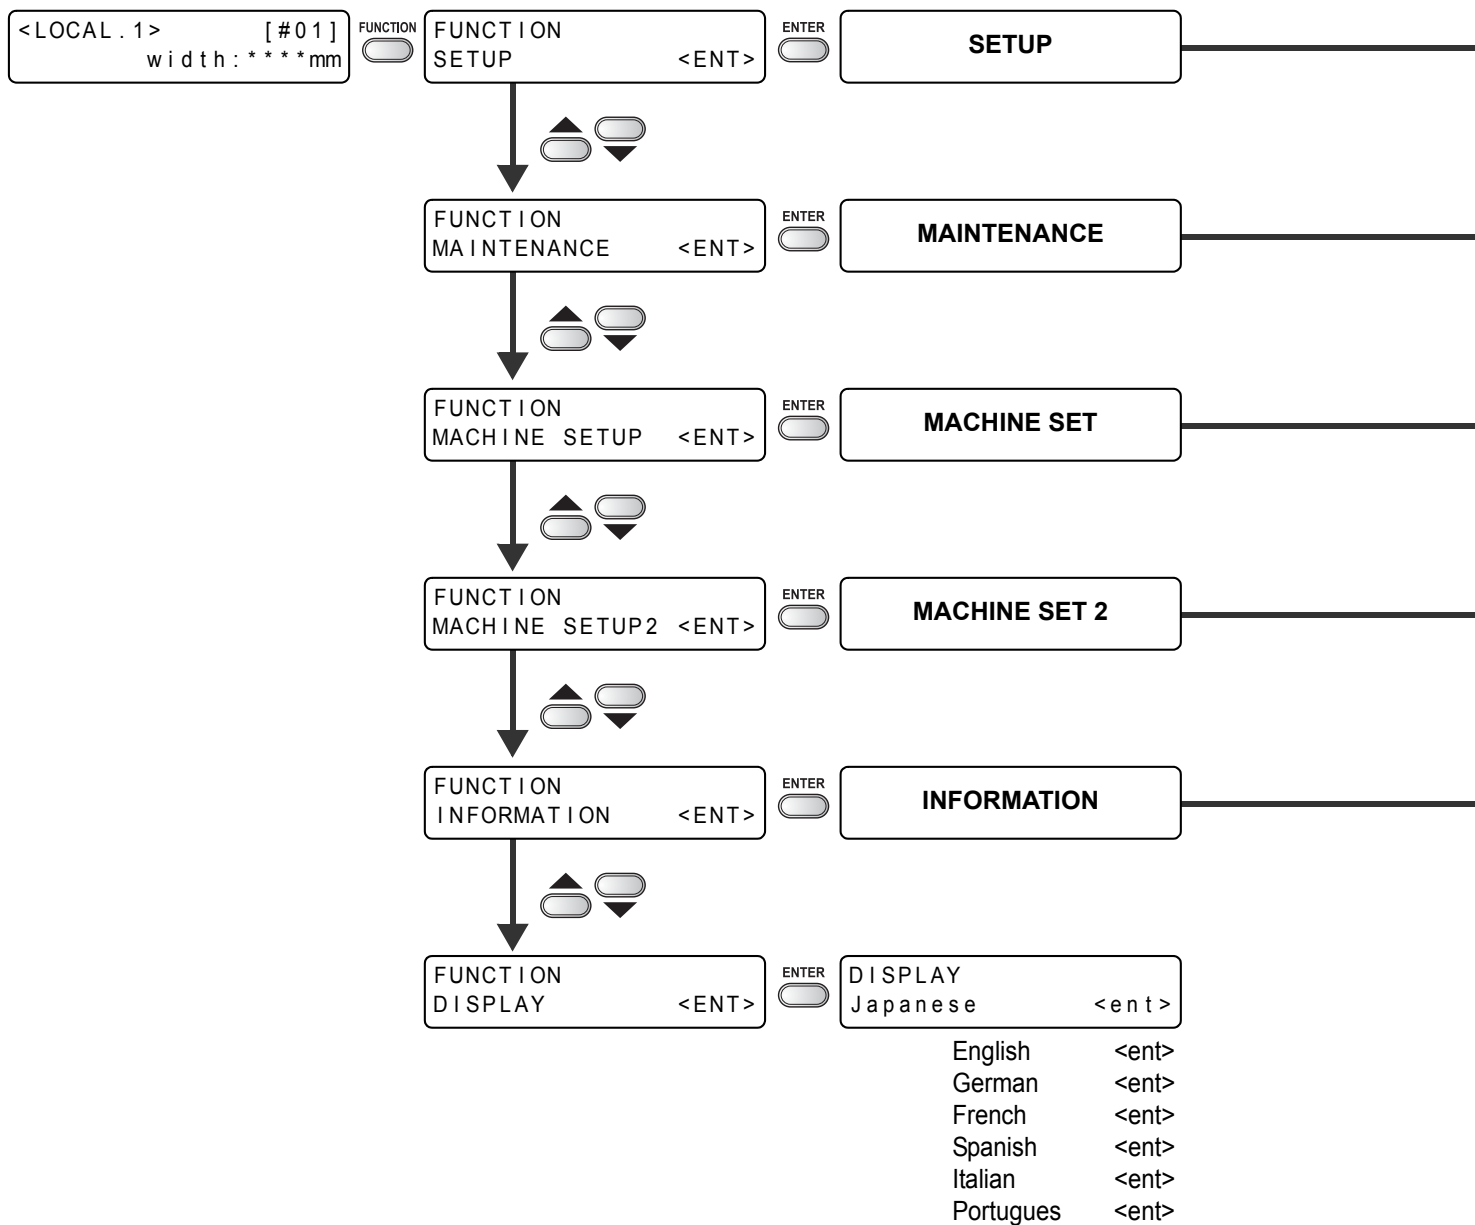 <LOCAL.1> [#01]
width:****mm
FUNCTION
FUNCTION
SETUP <ENT>
ENTER
SETUP
FUNCTION
MAINTENANCE <ENT>
ENTER
MAINTENANCE
FUNCTION
MACHINE SETUP <ENT>
ENTER
MACHINE SET
FUNCTION
MACHINE SETUP2 <ENT>
ENTER
MACHINE SET 2
FUNCTION
INFORMATION <ENT>
ENTER
INFORMATION
FUNCTION
DISPLAY <ENT>
ENTER
DISPLAY
Japanese <ent>
English <ent>
German <ent>
French <ent>
Spanish <ent>
Italian <ent>
Portugues <ent>